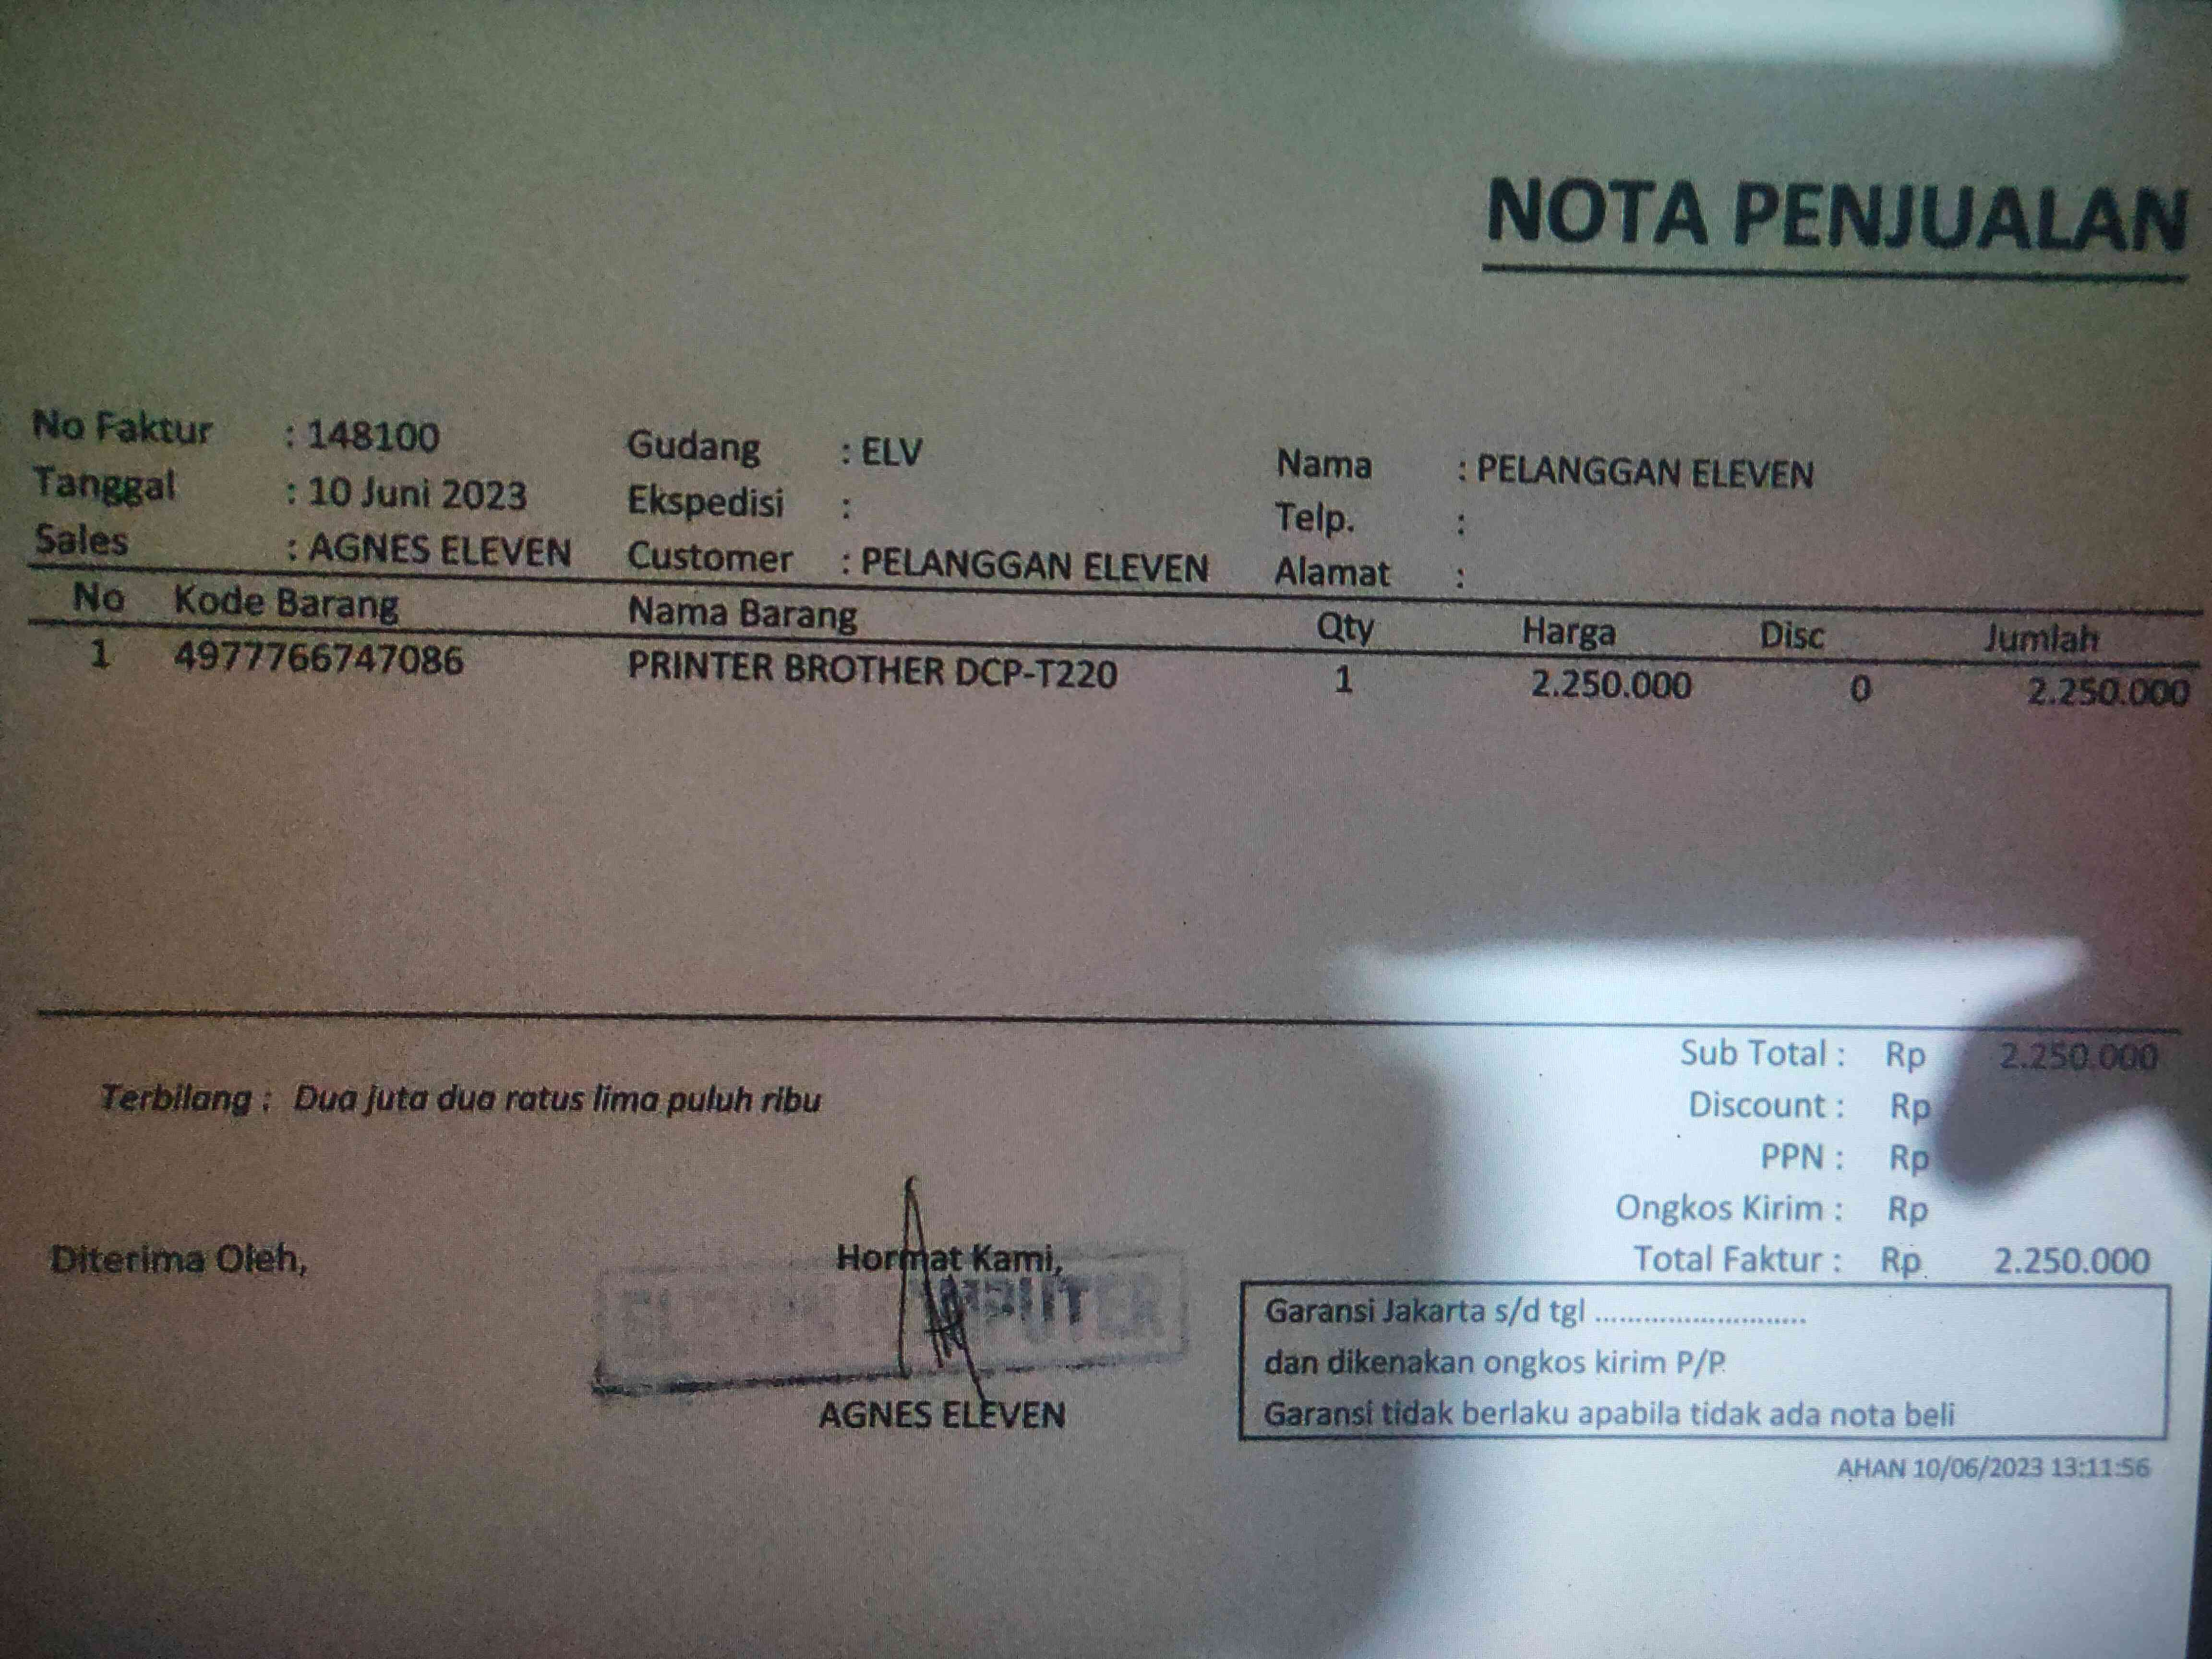 NOTA PENJUALAN
No Faktur : 148100 Gudang : ELV Nama : PELANGGAN ELEVEN
Tanggal : 10 Juni 2023 Ekspedisi : Telp. :
Sales : AGNES ELEVEN Customer : PELANGGAN ELEVEN Alamat :
No Kode Barang Nama Barang Qty Harga Disc Jumlah
1 4977766747086 PRINTER BROTHER DCP-T220 1 2.250.000 0 2.250.000
Sub Total : Rp 2.250.000
Terbilang : Dua juta dua ratus lima puluh ribu
Discount : Rp
PPN : Rp
Ongkos Kirim : Rp
Total Faktur : Rp 2.250.000
Diterima Oleh, Hormat Kami,
AGNES ELEVEN
Garansi Jakarta s/d tgl ..........................
dan dikenakan ongkos kirim P/P
Garansi tidak berlaku apabila tidak ada nota beli
AHAN 10/06/2023 13:11:56